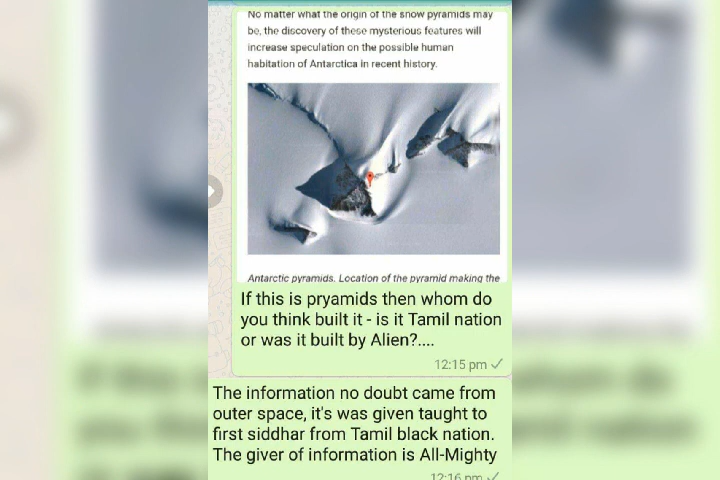 No matter what the origin of the snow pyramids may
be, the discovery of these mysterious features will
increase speculation on the possible human
habitation of Antarctica in recent history.
Antarctic pyramids. Location of the pyramid making the
If this is pryamids then whom do
you think built it - is it Tamil nation
or was it built by Alien?....
12:15 pm
The information no doubt came from
outer space, it's was given taught to
first siddhar from Tamil black nation.
The giver of information is All-Mighty
12:16 pm